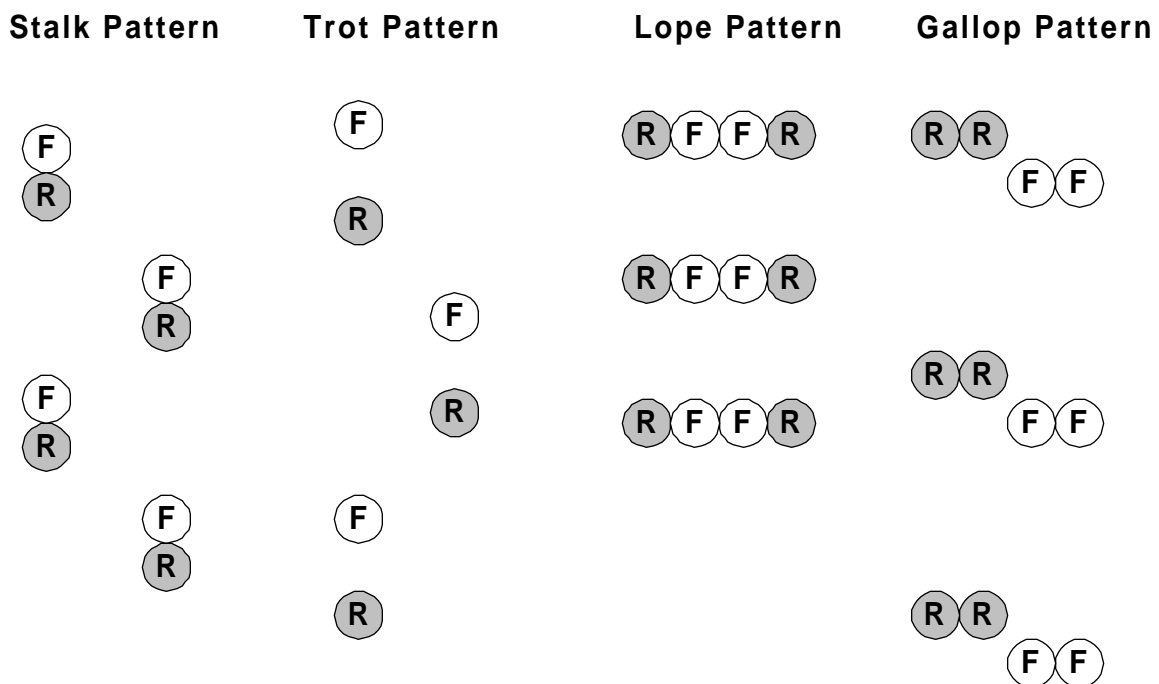 Stalk Pattern Trot Pattern Lope Pattern Gallop Pattern
F R F F R R R
F F F
R R
F F R F F R
R F
R R R
F R F F R F F
R
F F
R
R R R
F F